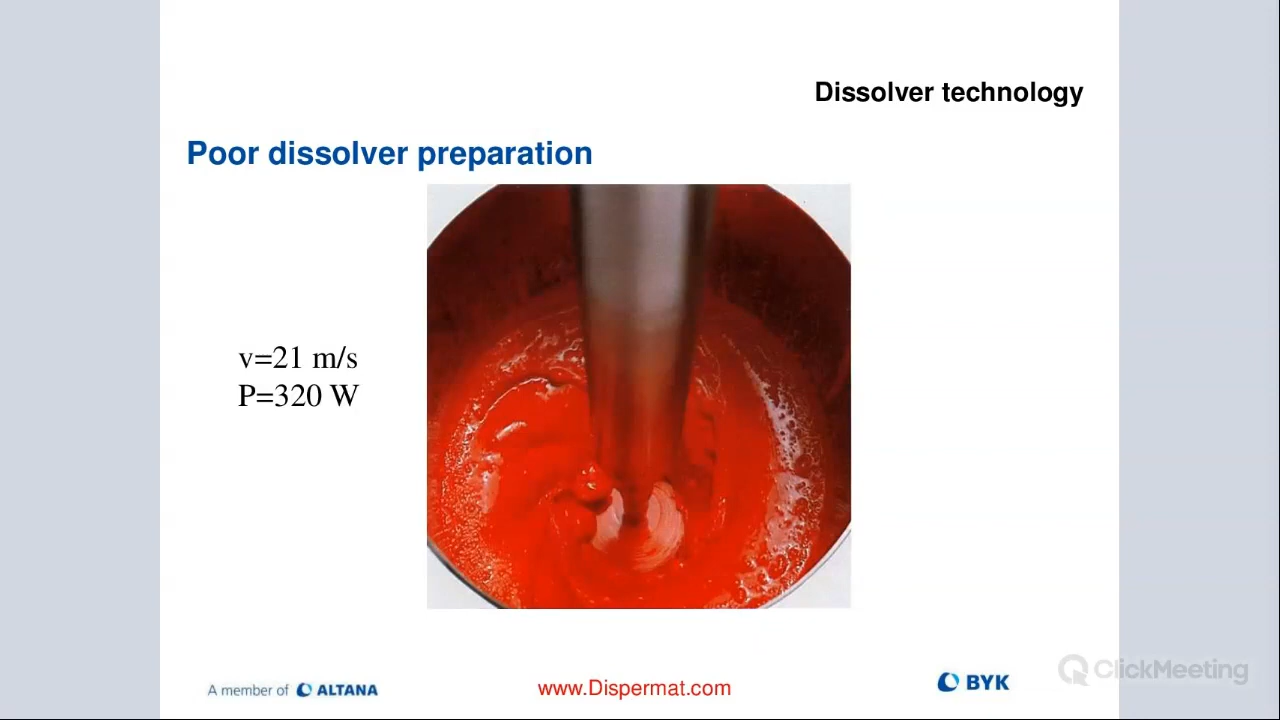 Dissolver technology
Poor dissolver preparation
v=21 m/s
P=320 W
A member of ALTANA
www.Dispermat.com
BYK
ClickMeeting